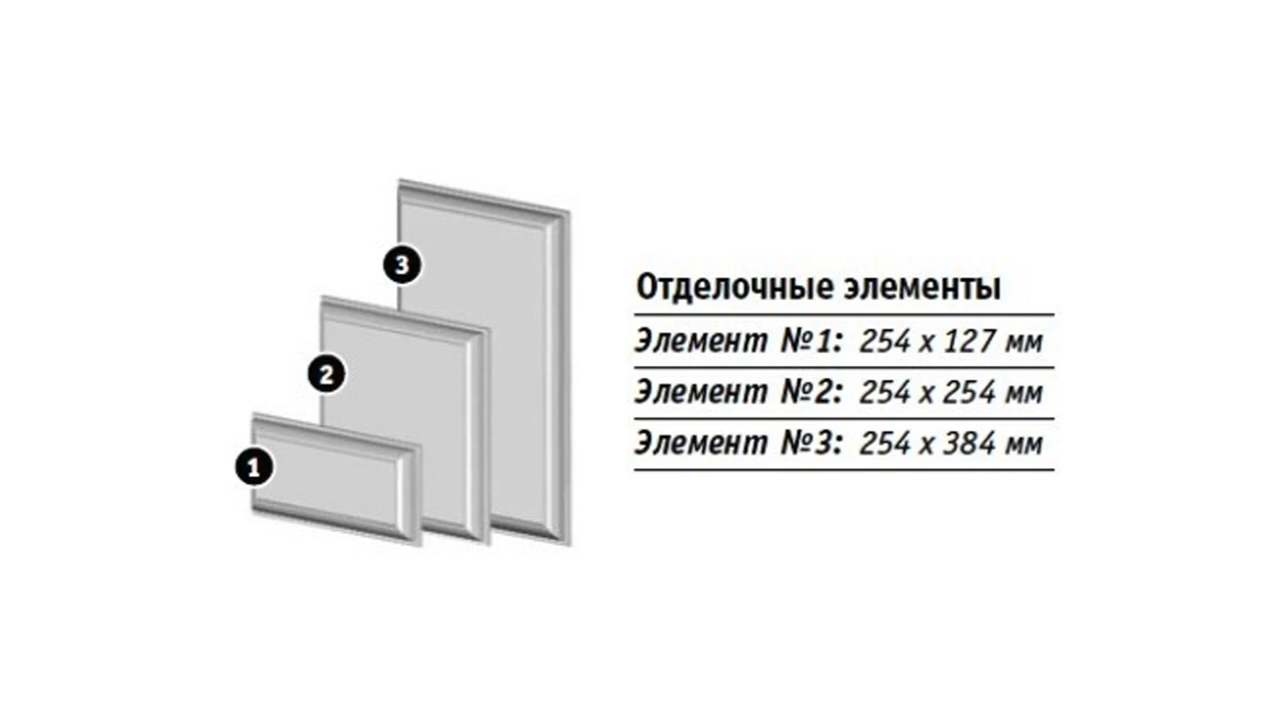 3
2
1
Отделочные элементы
Элемент №1: 254 x 127 мм
Элемент №2: 254 x 254 мм
Элемент №3: 254 x 384 мм